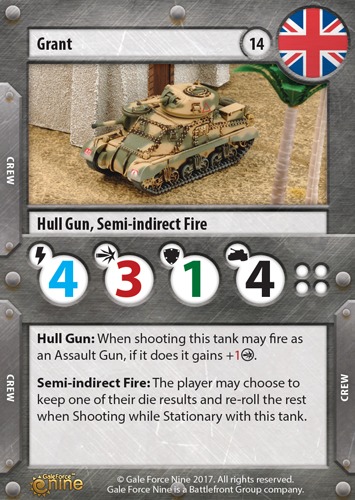 Grant
14
CREW
Hull Gun, Semi-indirect Fire
4 3 1 4
CREW
CREW
Hull Gun: When shooting this tank may fire as
an Assault Gun, if it does it gains +1.
Semi-indirect Fire: The player may choose to
keep one of their die results and re-roll the rest
when Shooting while Stationary with this tank.
GaleForce
nine
© Gale Force Nine 2017. All rights reserved.
Gale Force Nine is a Battlefront Group company.